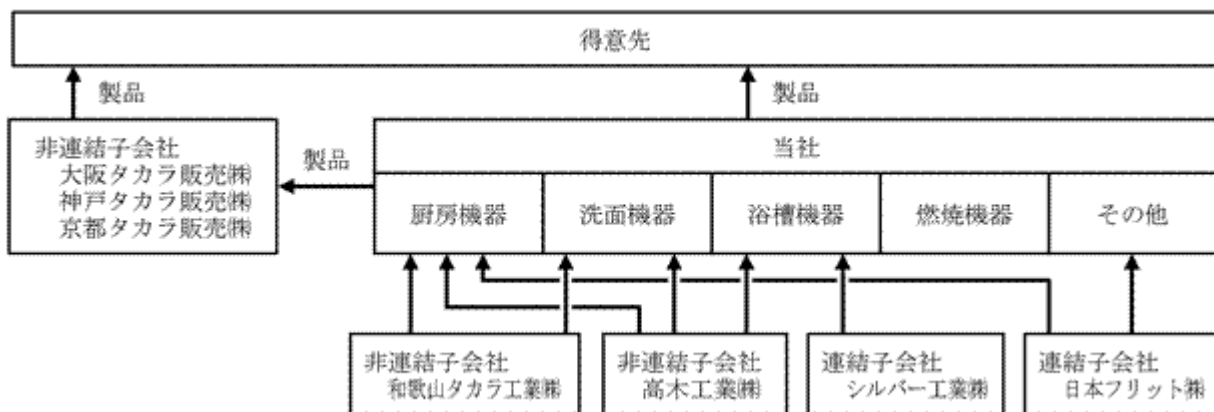 得意先
製品
製品
非連結子会社
大阪タカラ販売㈱
神戸タカラ販売㈱
京都タカラ販売㈱
製品
当社
厨房機器
洗面機器
浴槽機器
燃焼機器
その他
非連結子会社
和歌山タカラ工業㈱
非連結子会社
高木工業㈱
連結子会社
シルバー工業㈱
連結子会社
日本フリット㈱